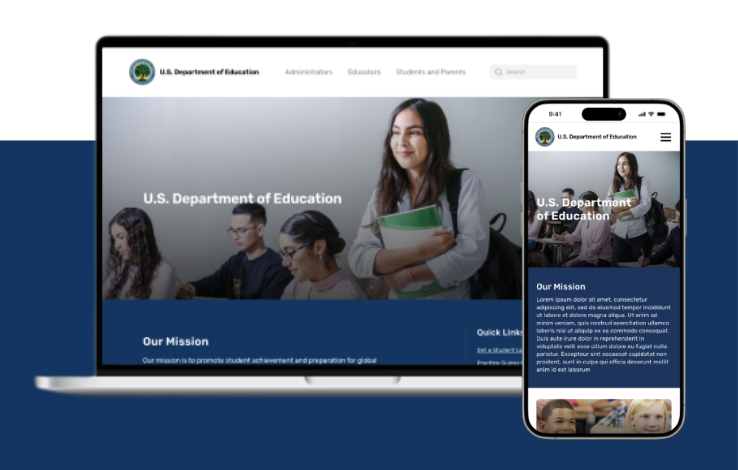 U.S. Department of Education
Administrators
Educators
Students and Parents
Search
U.S. Department of Education
Our Mission
Our mission is to promote student achievement and preparation for global
Quick Links
Get a Student
Practice Guides
9:41
U.S. Department of Education
U.S. Department
of Education
Our Mission
Lorem ipsum dolor sit amet, consectetur
adipiscing elit, sed do eiusmod tempor incididunt
ut labore et dolore magna aliqua. Ut enim ad
minim veniam, quis nostrud exercitation ullamco
laboris nisi ut aliquip ex ea commodo consequat.
Duis aute irure dolor in reprehenderit in
voluptate velit esse cillum dolore eu fugiat nulla
pariatur. Excepteur sint occaecat cupidatat non
proident, sunt in culpa qui officia deserunt mollit
anim id est laborum